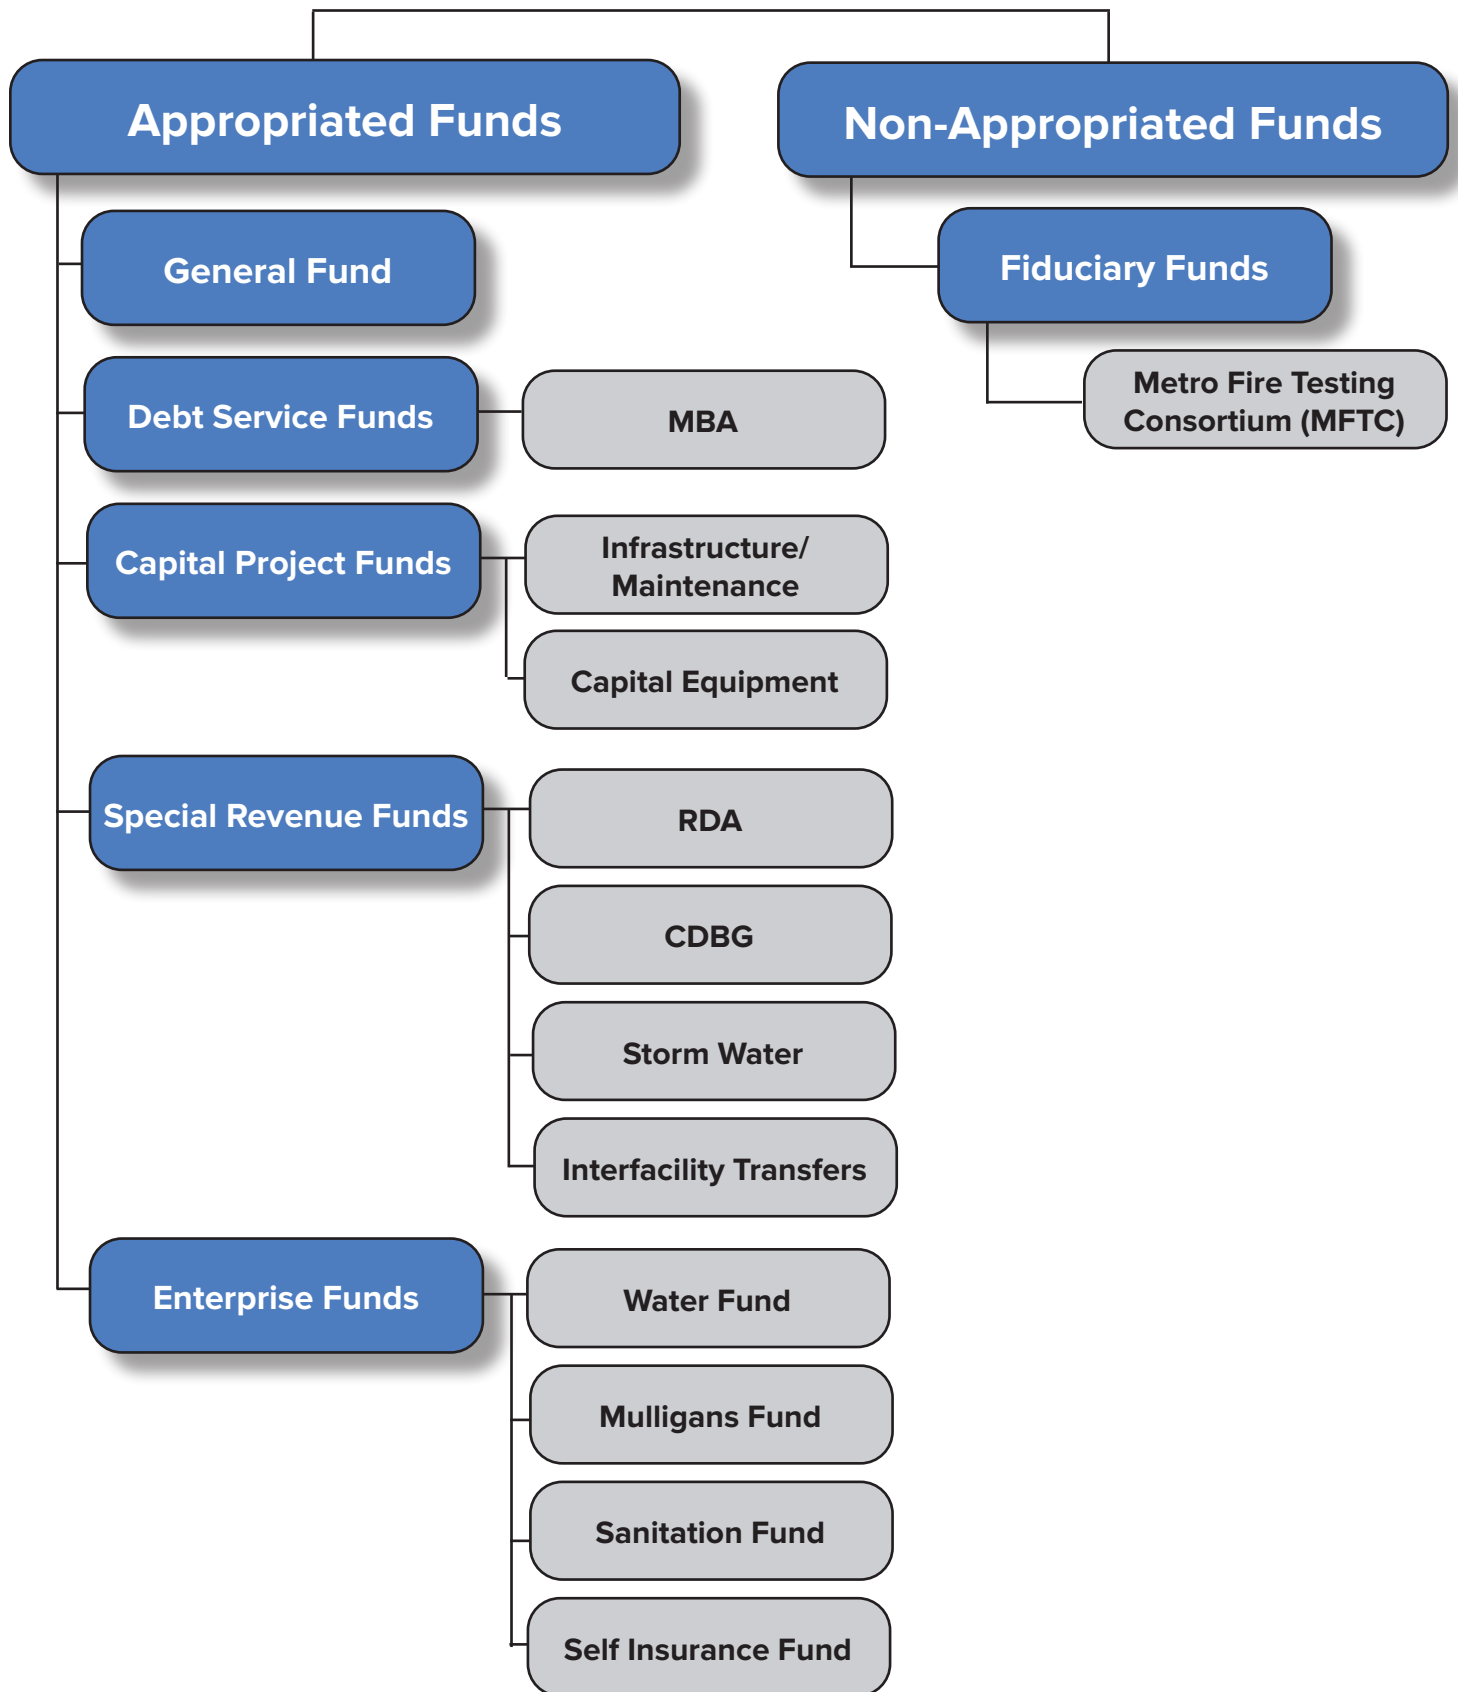 Appropriated Funds
Non-Appropriated Funds
General Fund
Fiduciary Funds
Metro Fire Testing
Consortium (MFTC)
Debt Service Funds
MBA
Capital Project Funds
Infrastructure/
Maintenance
Capital Equipment
Special Revenue Funds
RDA
CDBG
Storm Water
Interfacility Transfers
Enterprise Funds
Water Fund
Mulligans Fund
Sanitation Fund
Self Insurance Fund